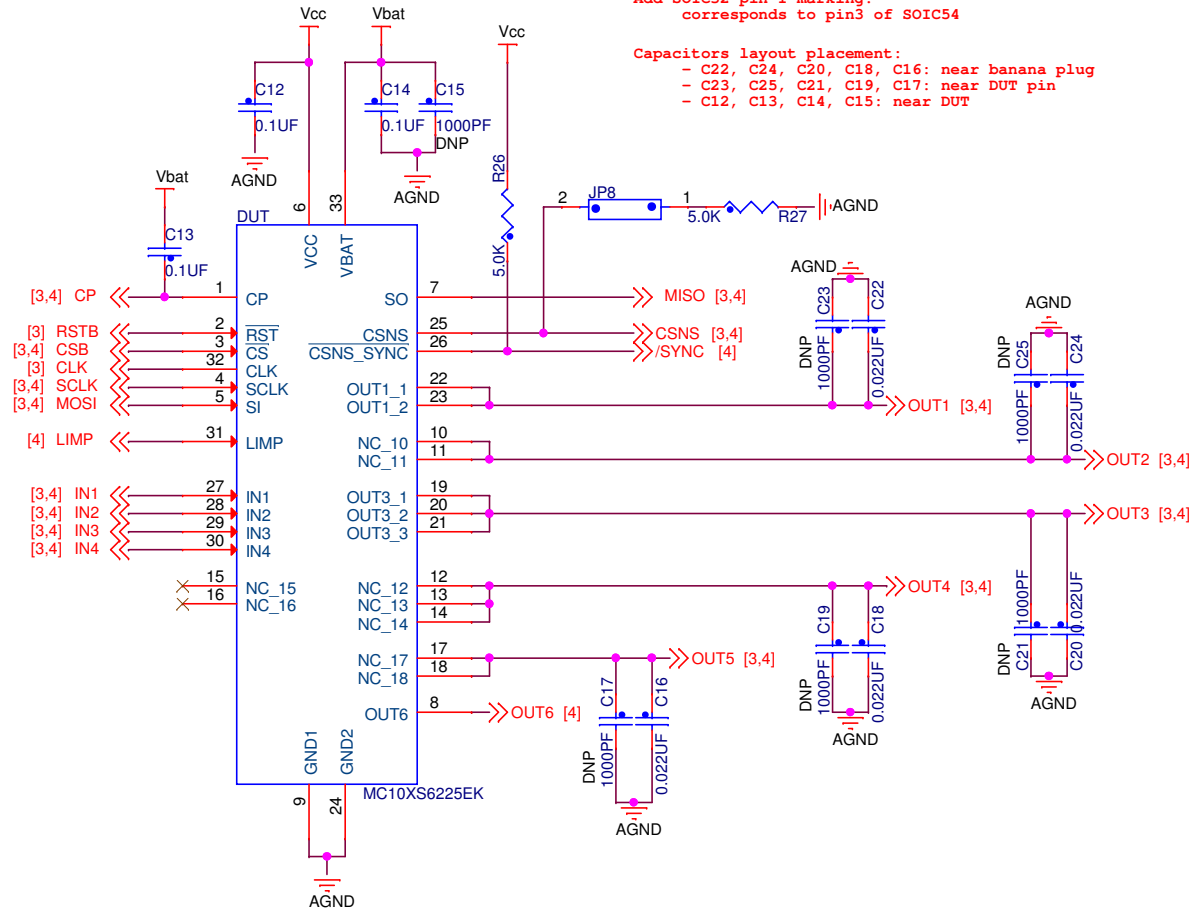 Add SOIC32 pin 1 marking:
corresponds to pin3 of SOIC54
Capacitors layout placement:
- C22, C24, C20, C18, C16: near banana plug
- C23, C25, C21, C19, C17: near DUT pin
- C12, C13, C14, C15: near DUT
Vcc
Vbat
Vcc
C12
0.1UF
AGND
C14
0.1UF
C15
1000PF
DNP
AGND
R26
5.0K
Vbat
C13
0.1UF
DUT
6
VCC
33
VBAT
2
JP8
1
5.0K
R27
AGND
[3,4] CP
1
CP
SO
7
MISO [3,4]
[3] RSTB
2
RST
CSNS
25
CSNS [3,4]
[3,4] CSB
3
CS
CSNS_SYNC
26
/SYNC [4]
[3] CLK
32
CLK
[3,4] SCLK
4
SCLK
OUT1_1
22
[3,4] MOSI
5
SI
OUT1_2
23
OUT1 [3,4]
AGND
C23
C22
DNP
1000PF
0.022UF
AGND
C25
C24
DNP
1000PF
0.022UF
[4] LIMP
31
LIMP
NC_10
10
NC_11
11
OUT2 [3,4]
[3,4] IN1
27
IN1
OUT3_1
19
[3,4] IN2
28
IN2
OUT3_2
20
OUT3 [3,4]
[3,4] IN3
29
IN3
OUT3_3
21
[3,4] IN4
30
IN4
15
NC_15
NC_12
12
OUT4 [3,4]
16
NC_16
NC_13
13
NC_14
14
C19
C18
DNP
1000PF
0.022UF
AGND
1000PF
0.022UF
DNP
C21
C20
AGND
NC_17
17
OUT5 [3,4]
NC_18
18
C17
C16
DNP
1000PF
0.022UF
AGND
OUT6
8
OUT6 [4]
GND1
GND2
MC10XS6225EK
9
24
AGND